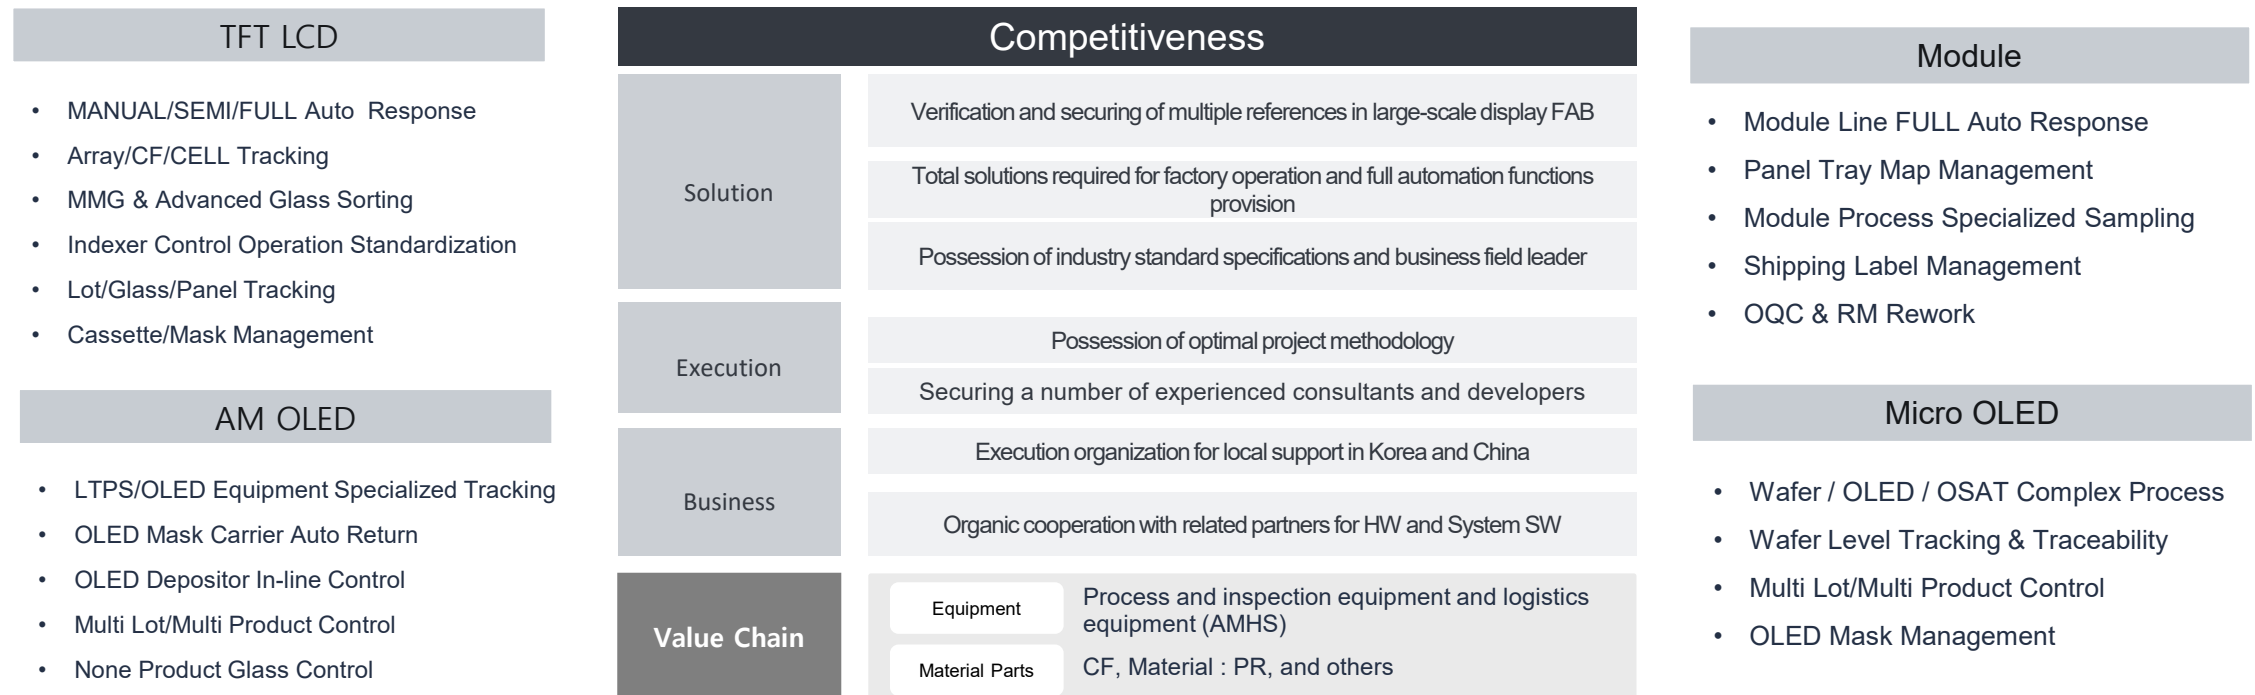 TFT LCD
• MANUAL/SEMI/FULL Auto Response
• Array/CF/CELL Tracking
• MMG & Advanced Glass Sorting
• Indexer Control Operation Standardization
• Lot/Glass/Panel Tracking
• Cassette/Mask Management
AM OLED
• LTPS/OLED Equipment Specialized Tracking
• OLED Mask Carrier Auto Return
• OLED Depositor In-line Control
• Multi Lot/Multi Product Control
• None Product Glass Control
Competitiveness
Solution
Verification and securing of multiple references in large-scale display FAB
Total solutions required for factory operation and full automation functions
provision
Possession of industry standard specifications and business field leader
Execution
Possession of optimal project methodology
Securing a number of experienced consultants and developers
Business
Execution organization for local support in Korea and China
Organic cooperation with related partners for HW and System SW
Value Chain
Equipment
Process and inspection equipment and logistics
equipment (AMHS)
Material Parts
CF, Material : PR, and others
Module
• Module Line FULL Auto Response
• Panel Tray Map Management
• Module Process Specialized Sampling
• Shipping Label Management
• OQC & RM Rework
Micro OLED
• Wafer / OLED / OSAT Complex Process
• Wafer Level Tracking & Traceability
• Multi Lot/Multi Product Control
• OLED Mask Management